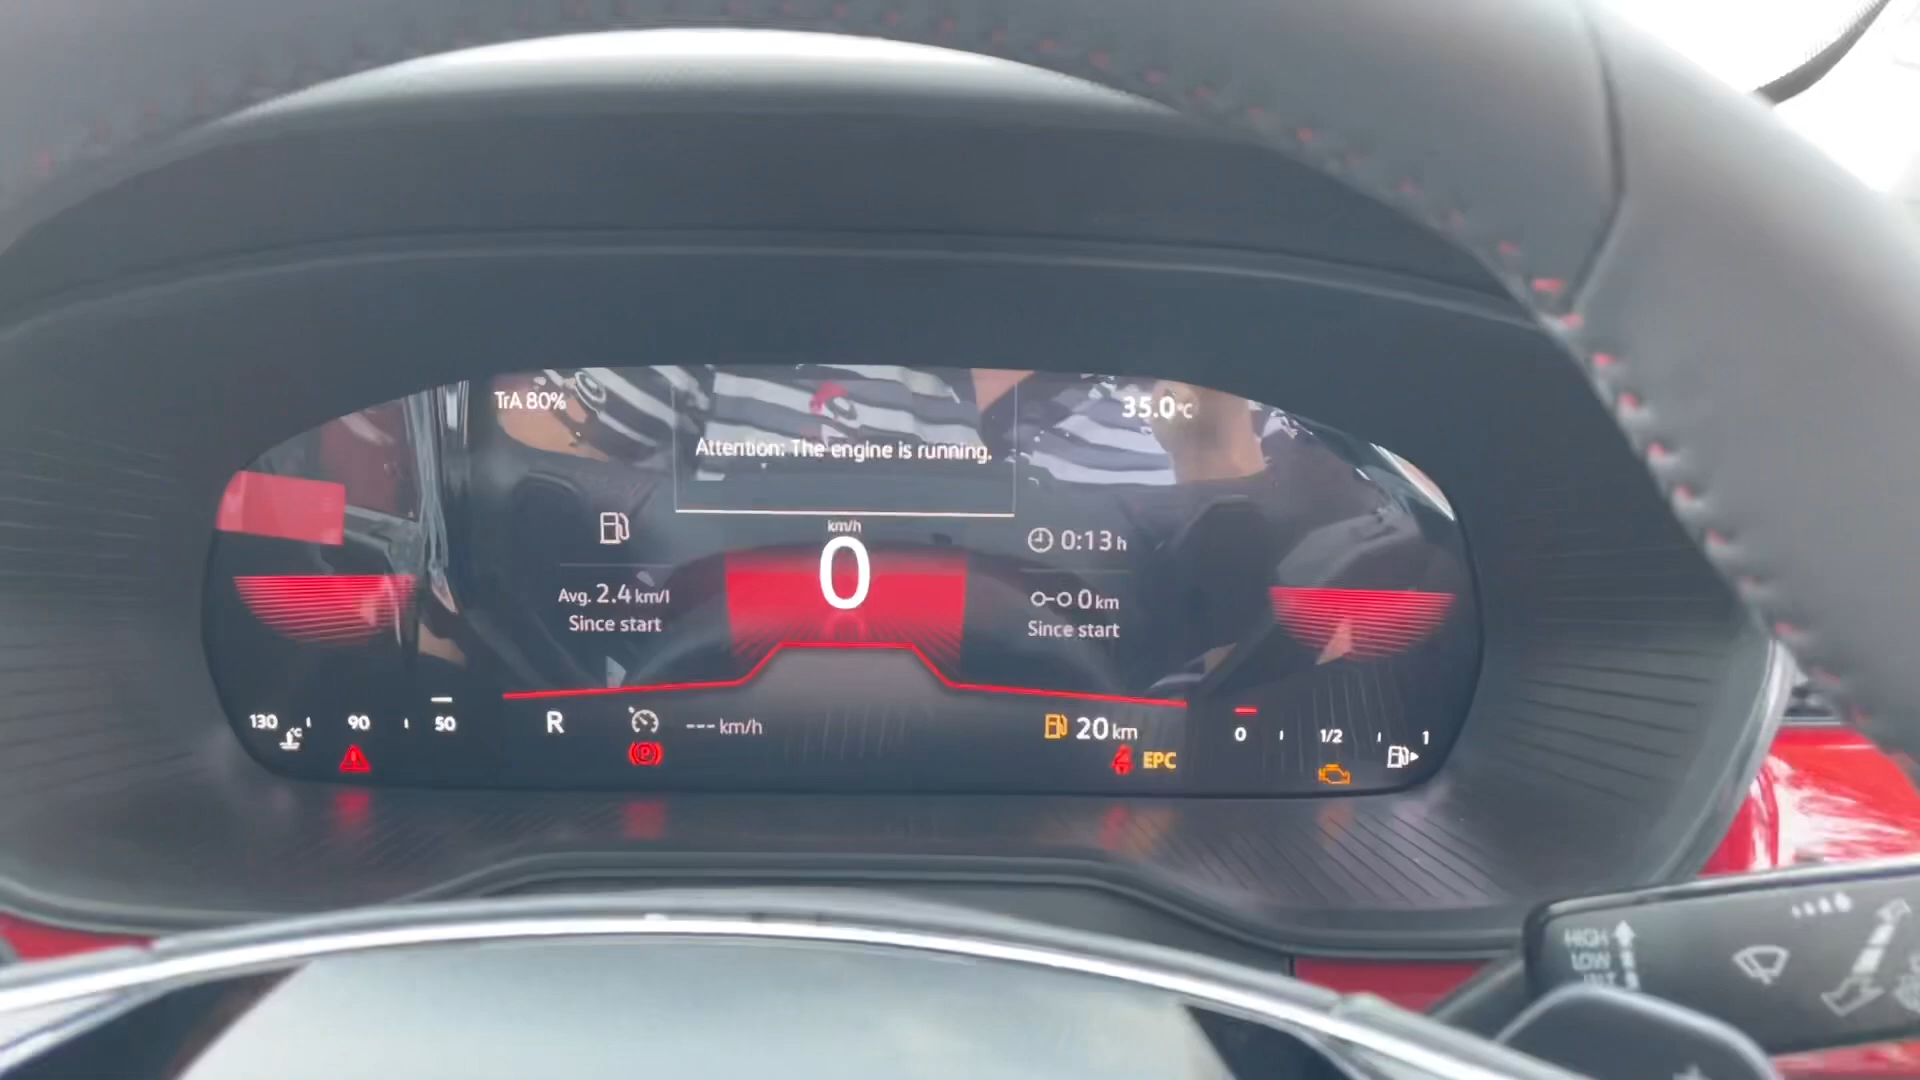 TrA 80%
35.0°C
Attention: The engine is running.
km/h
0
0:13 h
Avg. 2.4 km/l
Since start
0 km
Since start
130
90
50
°C
R
--- km/h
20 km
0
1/2
1
P
EPC
HIGH
LOW